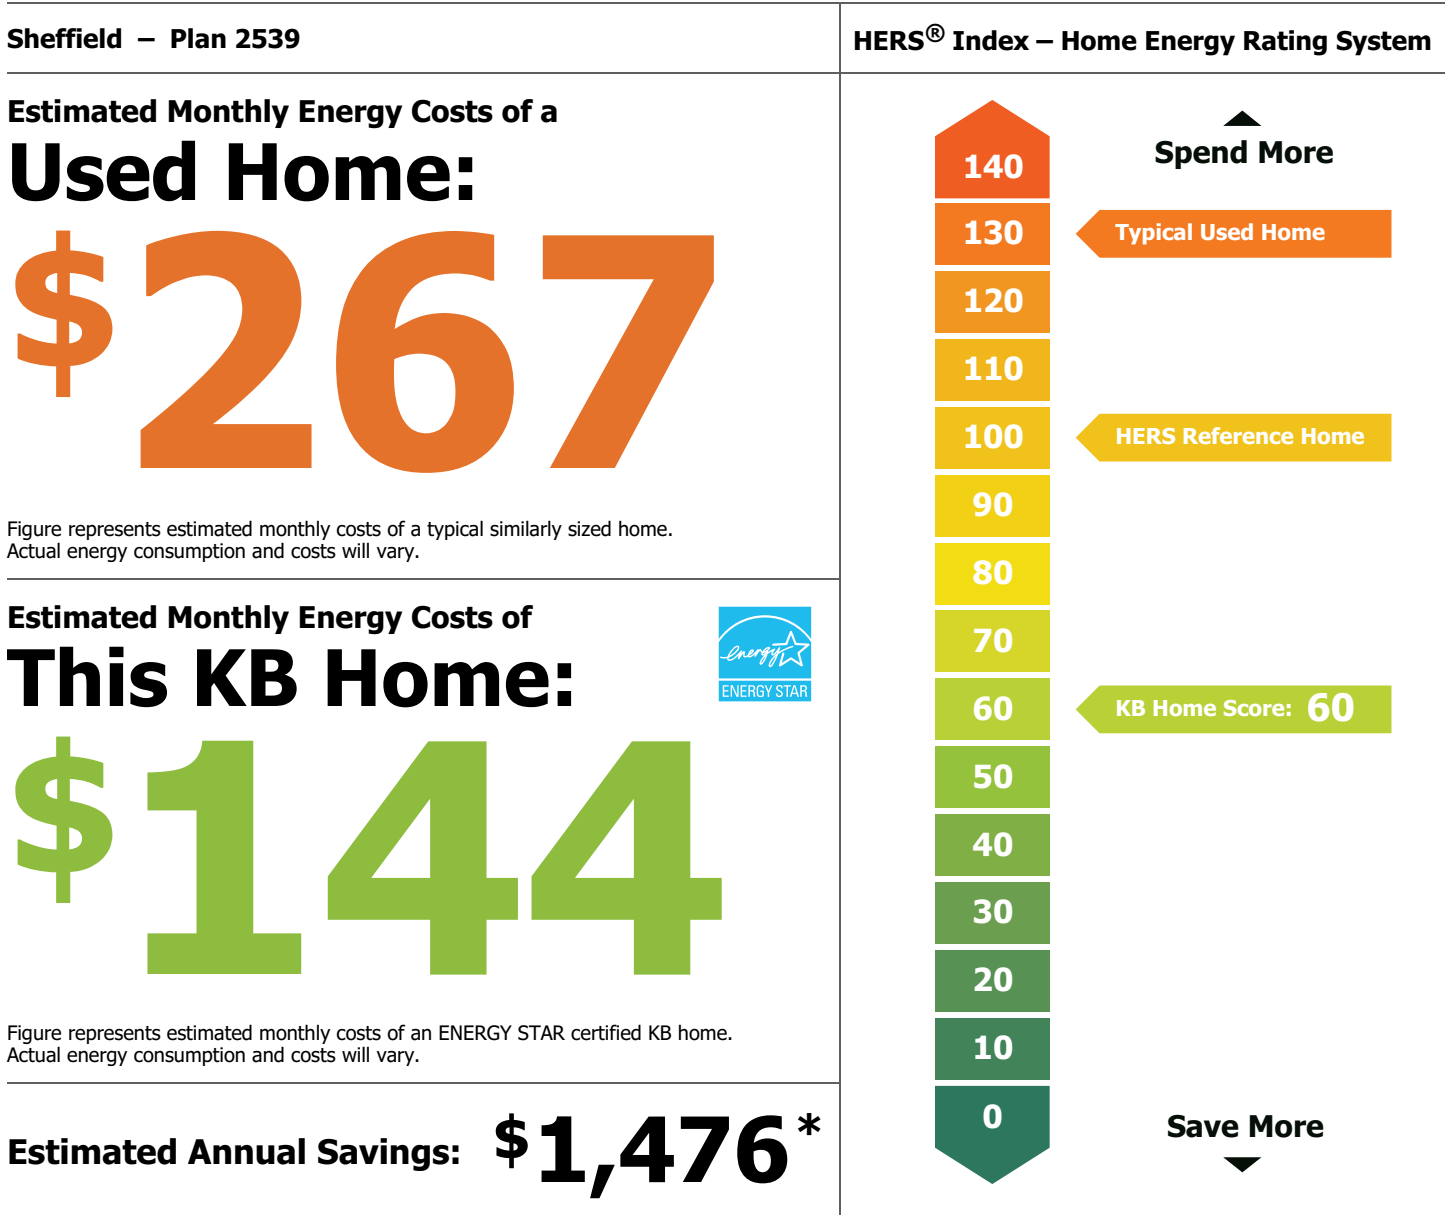 Sheffield – Plan 2539
Estimated Monthly Energy Costs of a
Used Home:
$267
Figure represents estimated monthly costs of a typical similarly sized home.
Actual energy consumption and costs will vary.
Estimated Monthly Energy Costs of
This KB Home:
energy
ENERGY STAR
$144
Figure represents estimated monthly costs of an ENERGY STAR certified KB home.
Actual energy consumption and costs will vary.
Estimated Annual Savings: $1,476*
HERS® Index – Home Energy Rating System
Spend More
140
130 Typical Used Home
120
110
100 HERS Reference Home
90
80
70
60 KB Home Score: 60
50
40
30
20
10
0
Save More